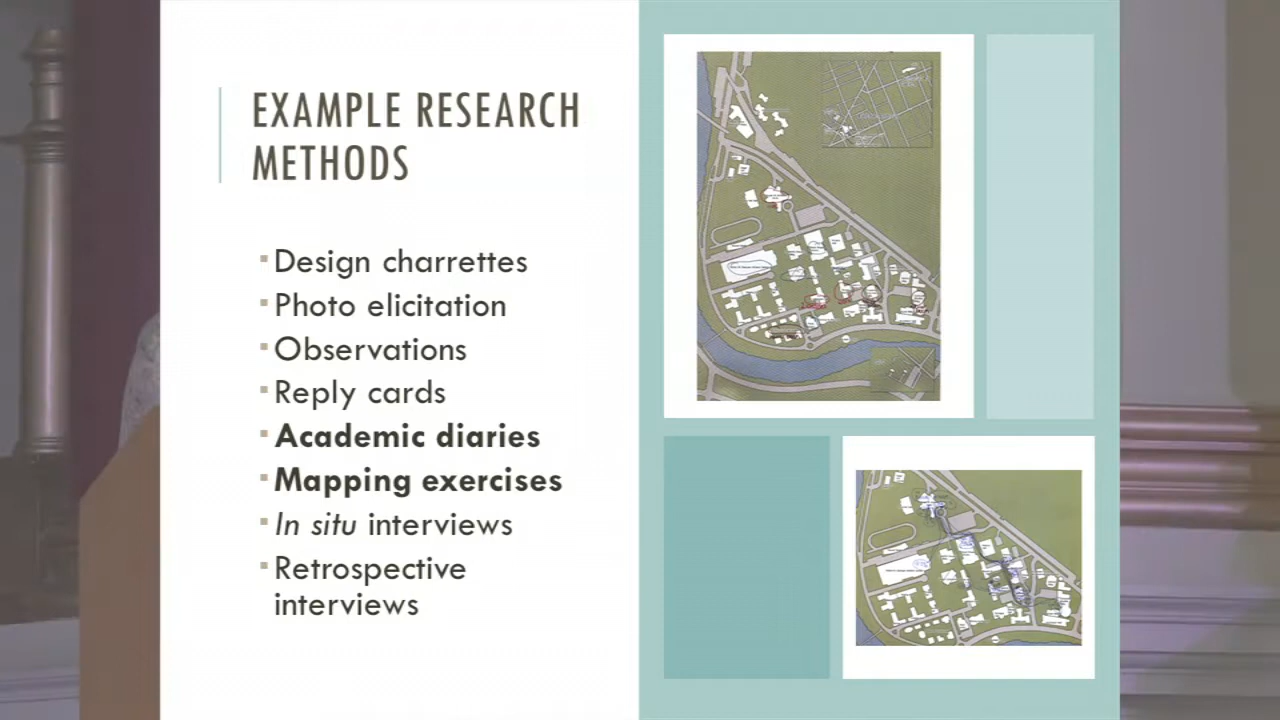 EXAMPLE RESEARCH
METHODS
Design charrettes
Photo elicitation
Observations
Reply cards
Academic diaries
Mapping exercises
In situ interviews
Retrospective
interviews